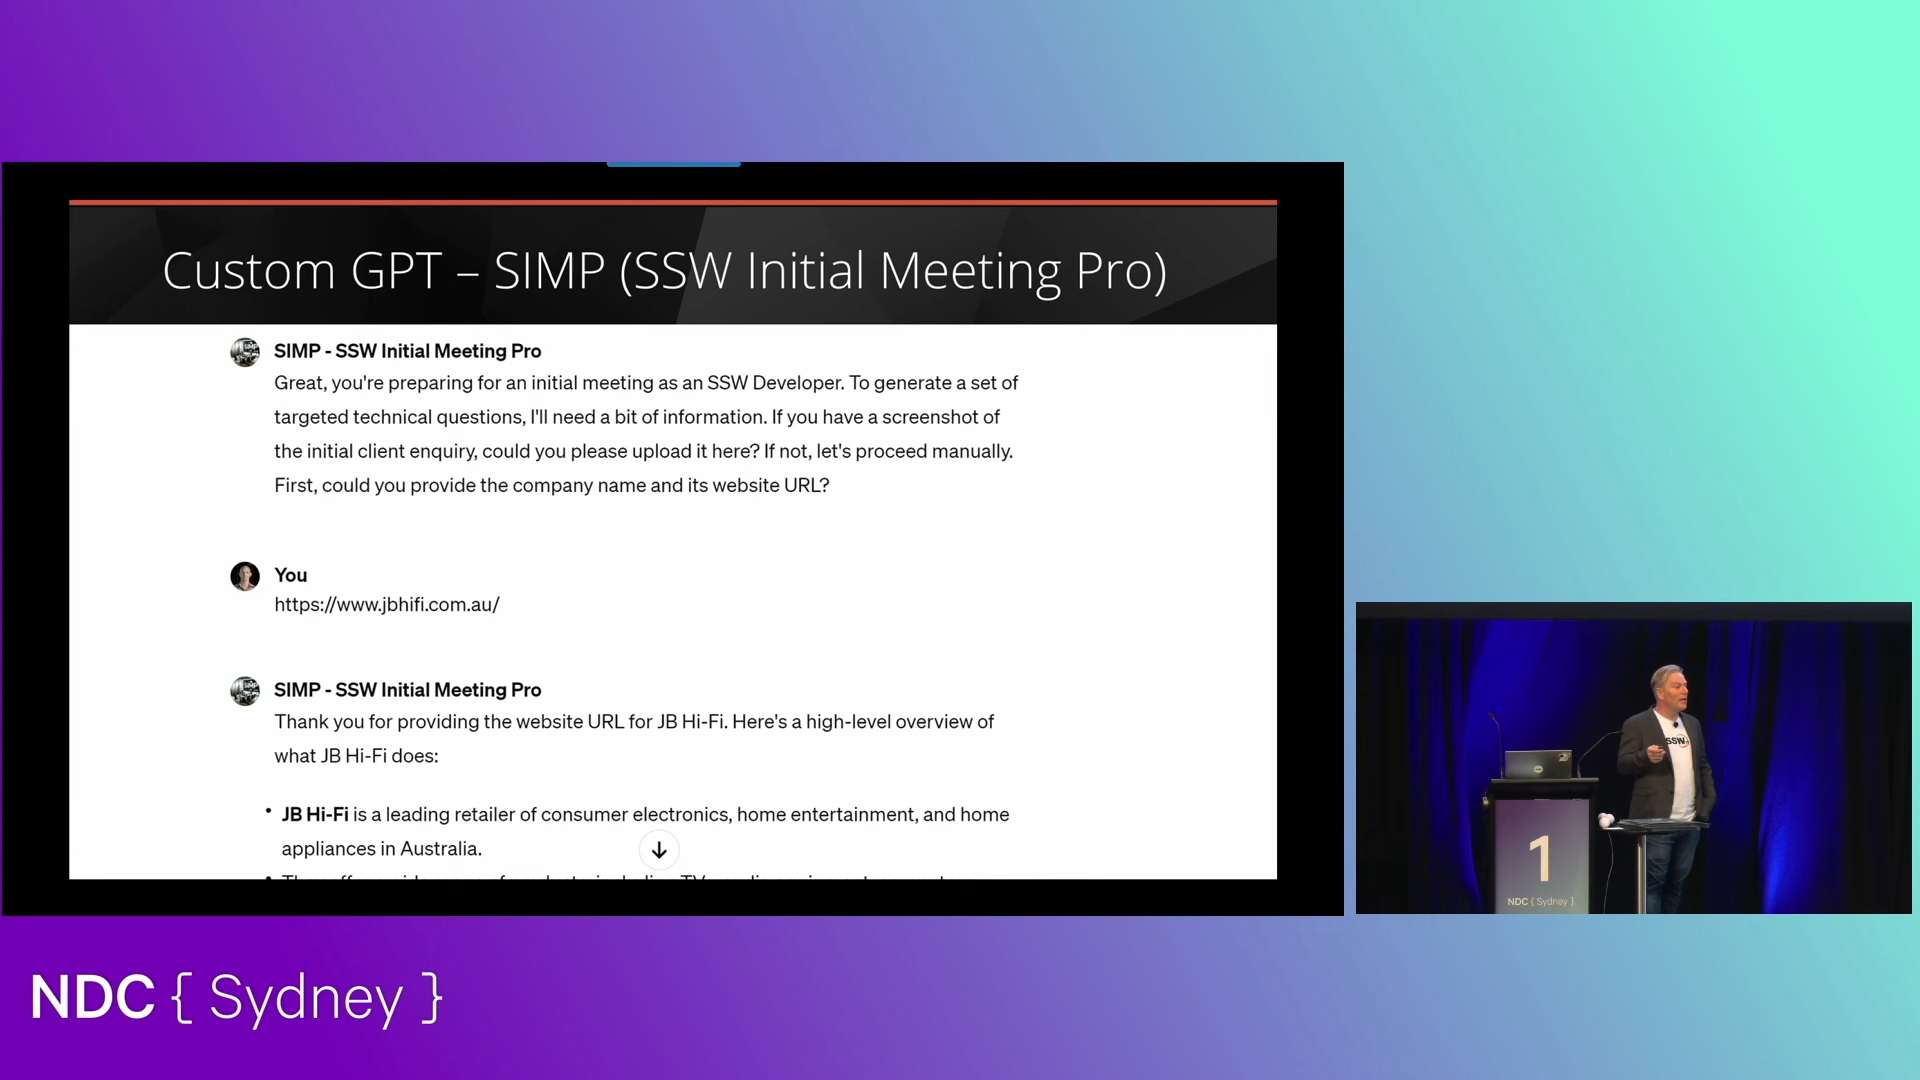 Custom GPT – SIMP (SSW Initial Meeting Pro)
SIMP - SSW Initial Meeting Pro
Great, you're preparing for an initial meeting as an SSW Developer. To generate a set of
targeted technical questions, I'll need a bit of information. If you have a screenshot of
the initial client enquiry, could you please upload it here? If not, let's proceed manually.
First, could you provide the company name and its website URL?
You
https://www.jbhifi.com.au/
SIMP - SSW Initial Meeting Pro
Thank you for providing the website URL for JB Hi-Fi. Here's a high-level overview of
what JB Hi-Fi does:
• JB Hi-Fi is a leading retailer of consumer electronics, home entertainment, and home
appliances in Australia.
SSW
1
NDC { Sydney }
NDC { Sydney }